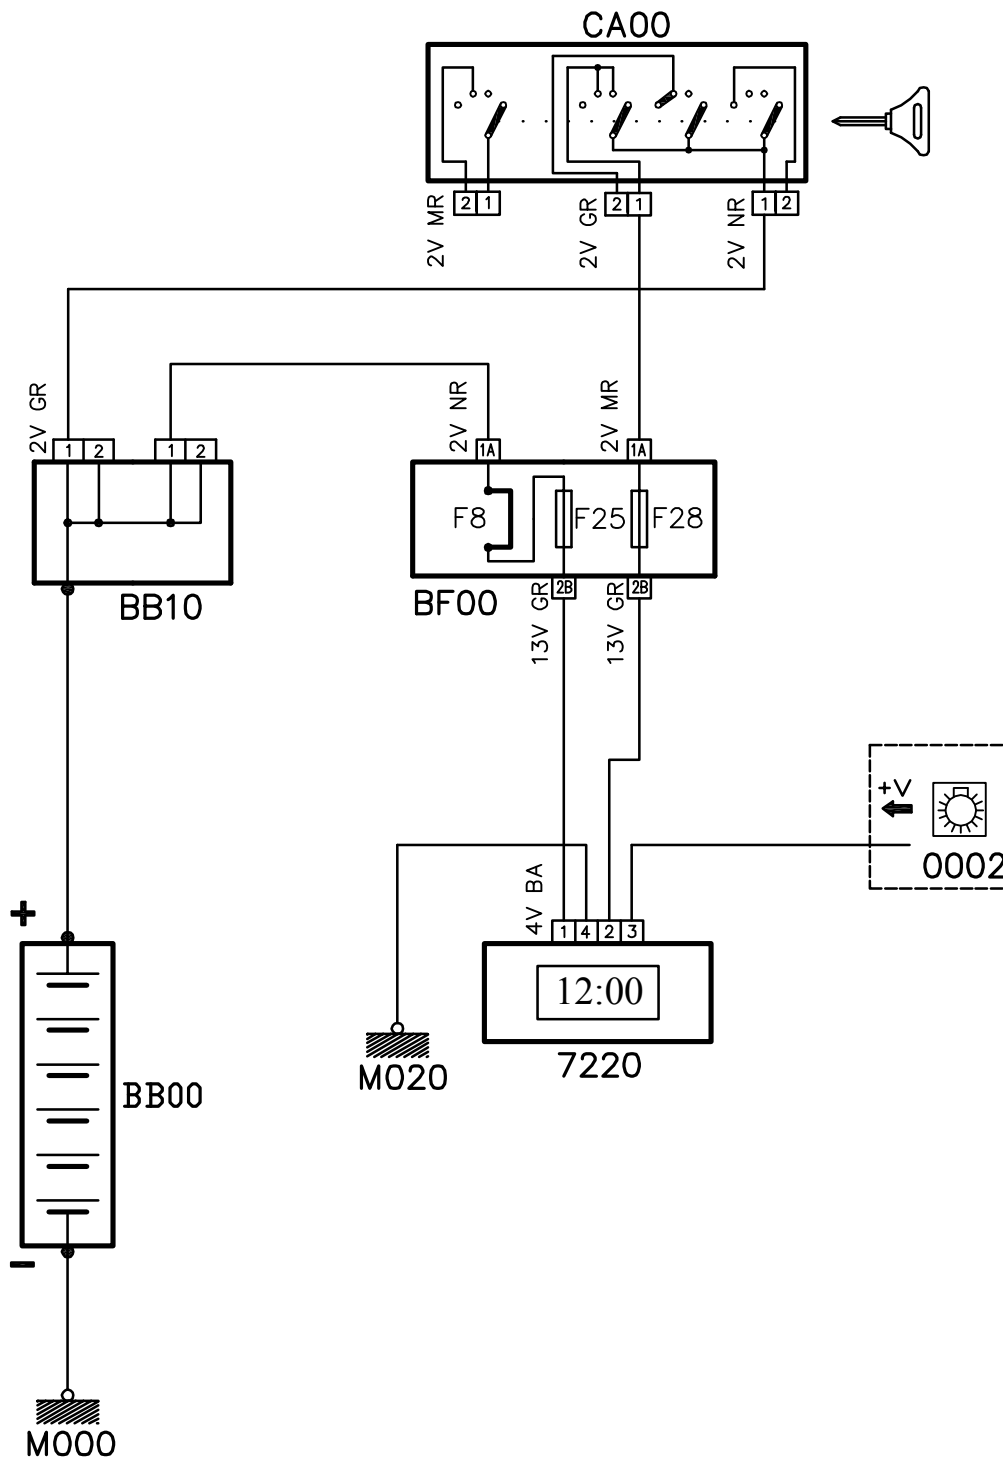 CA00
2V MR
2 1
2V GR
2 1
2V NR
1 2
2V GR
1 2
1 2
2V NR
1A
2V MR
1A
F8
F25
F28
BB10
BF00
13V GR
2B
13V GR
2B
+V
0002
4V BA
1 4 2 3
12:00
7220
M020
+
BB00
-
M000